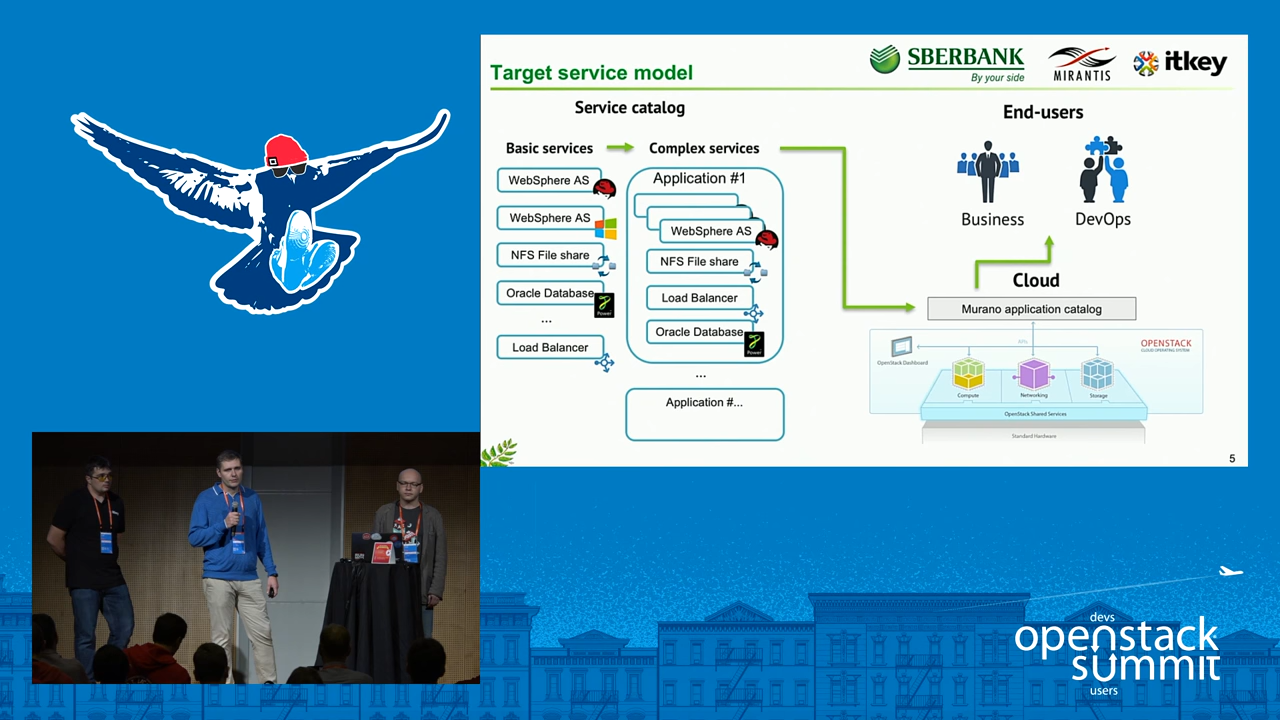 Target service model
SBERBANK
By your side
MIRANTIS
itkey
Service catalog
End-users
Basic services
Complex services
WebSphere AS
WebSphere AS
NFS File share
Oracle Database
Power
...
Load Balancer
Application #1
WebSphere AS
NFS File share
Load Balancer
Oracle Database
Power
...
Application #...
Business
DevOps
Cloud
Murano application catalog
APIs
OPENSTACK
CLOUD OPERATING SYSTEM
OpenStack Dashboard
Compute
Networking
Storage
OpenStack Shared Services
Standard Hardware
5
devs
openstack
summit
users